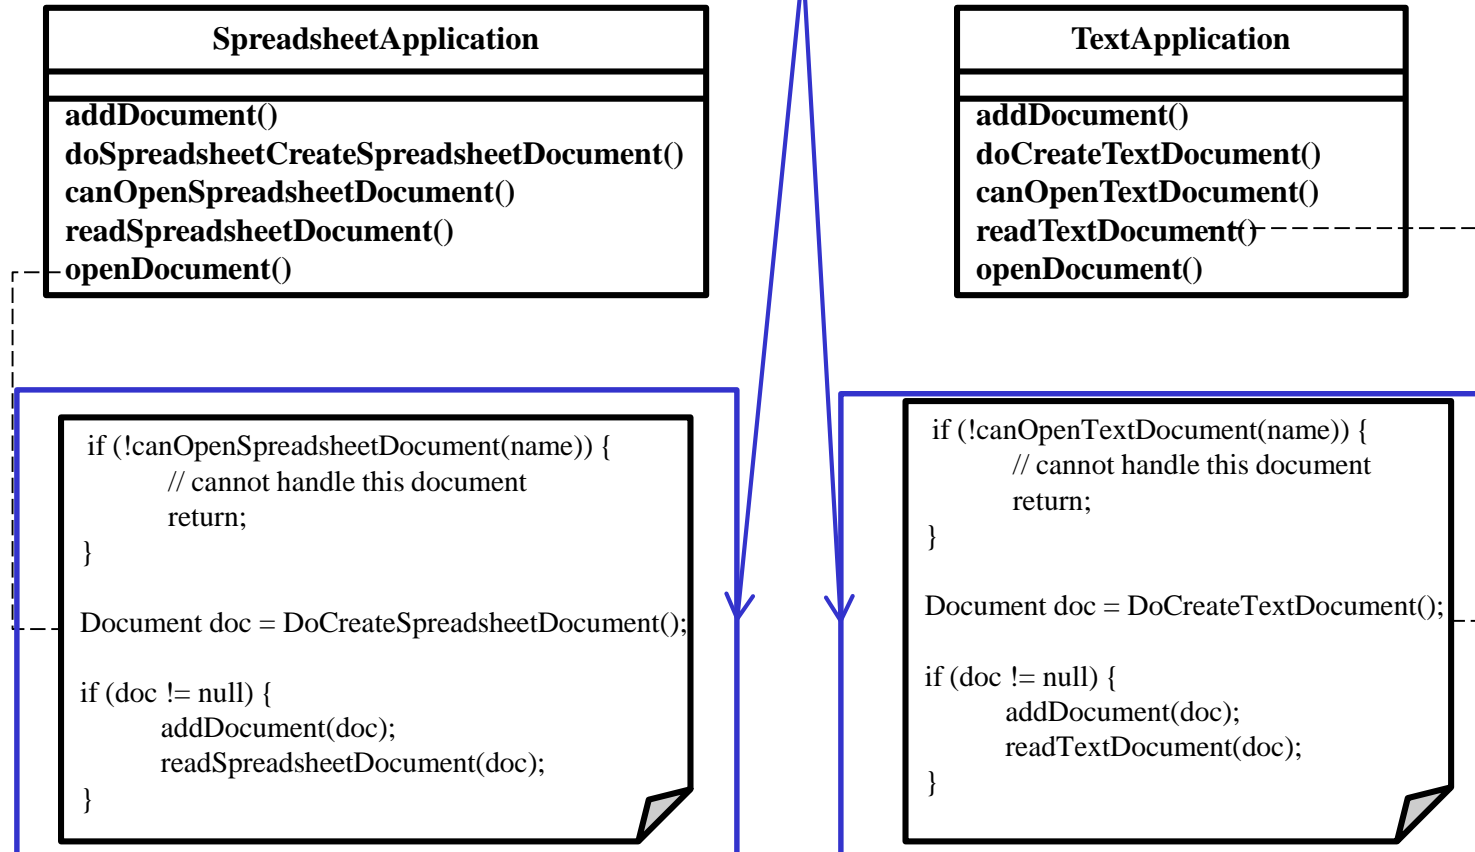 SpreadsheetApplication
addDocument()
doSpreadsheetCreateSpreadsheetDocument()
canOpenSpreadsheetDocument()
readSpreadsheetDocument()
openDocument()
TextApplication
addDocument()
doCreateTextDocument()
canOpenTextDocument()
readTextDocument()
openDocument()
if (!canOpenSpreadsheetDocument(name)) {
// cannot handle this document
return;
}
Document doc = DoCreateSpreadsheetDocument();
if (doc != null) {
addDocument(doc);
readSpreadsheetDocument(doc);
}
if (!canOpenTextDocument(name)) {
// cannot handle this document
return;
}
Document doc = DoCreateTextDocument();
if (doc != null) {
addDocument(doc);
readTextDocument(doc);
}